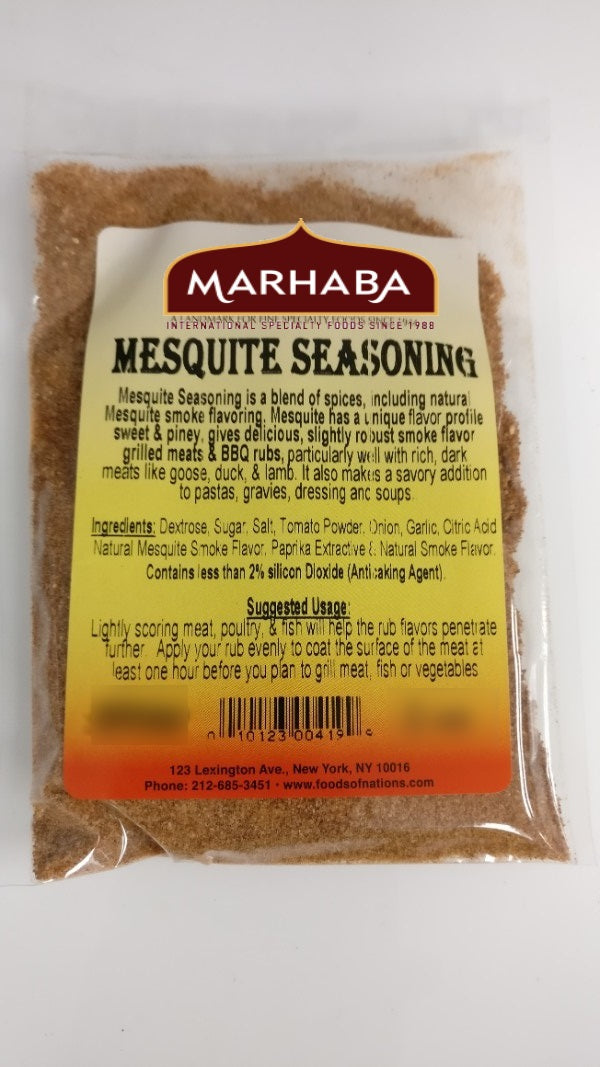 MARHABA
INTERNATIONAL SPECIALTY FOODS SINCE 1988
MESQUITE SEASONING
Mesquite Seasoning is a blend of spices, including natural
Mesquite smoke flavoring. Mesquite has a unique flavor profile
sweet & piney, gives delicious, slightly robust smoke flavor
grilled meats & BBQ rubs, particularly well with rich, dark
meats like goose, duck, & lamb. It also makes a savory addition
to pastas, gravies, dressing and soups.
Ingredients: Dextrose, Sugar, Salt, Tomato Powder, Onion, Garlic, Citric Acid
Natural Mesquite Smoke Flavor, Paprika Extractive & Natural Smoke Flavor.
Contains less than 2% silicon Dioxide (Anticaking Agent).
Suggested Usage:
Lightly scoring meat, poultry, & fish will help the rub flavors penetrate
further. Apply your rub evenly to coat the surface of the meat at
least one hour before you plan to grill meat, fish or vegetables
0 10123 00419 9
123 Lexington Ave., New York, NY 10016
Phone: 212-685-3451 • www.foodsofnations.com